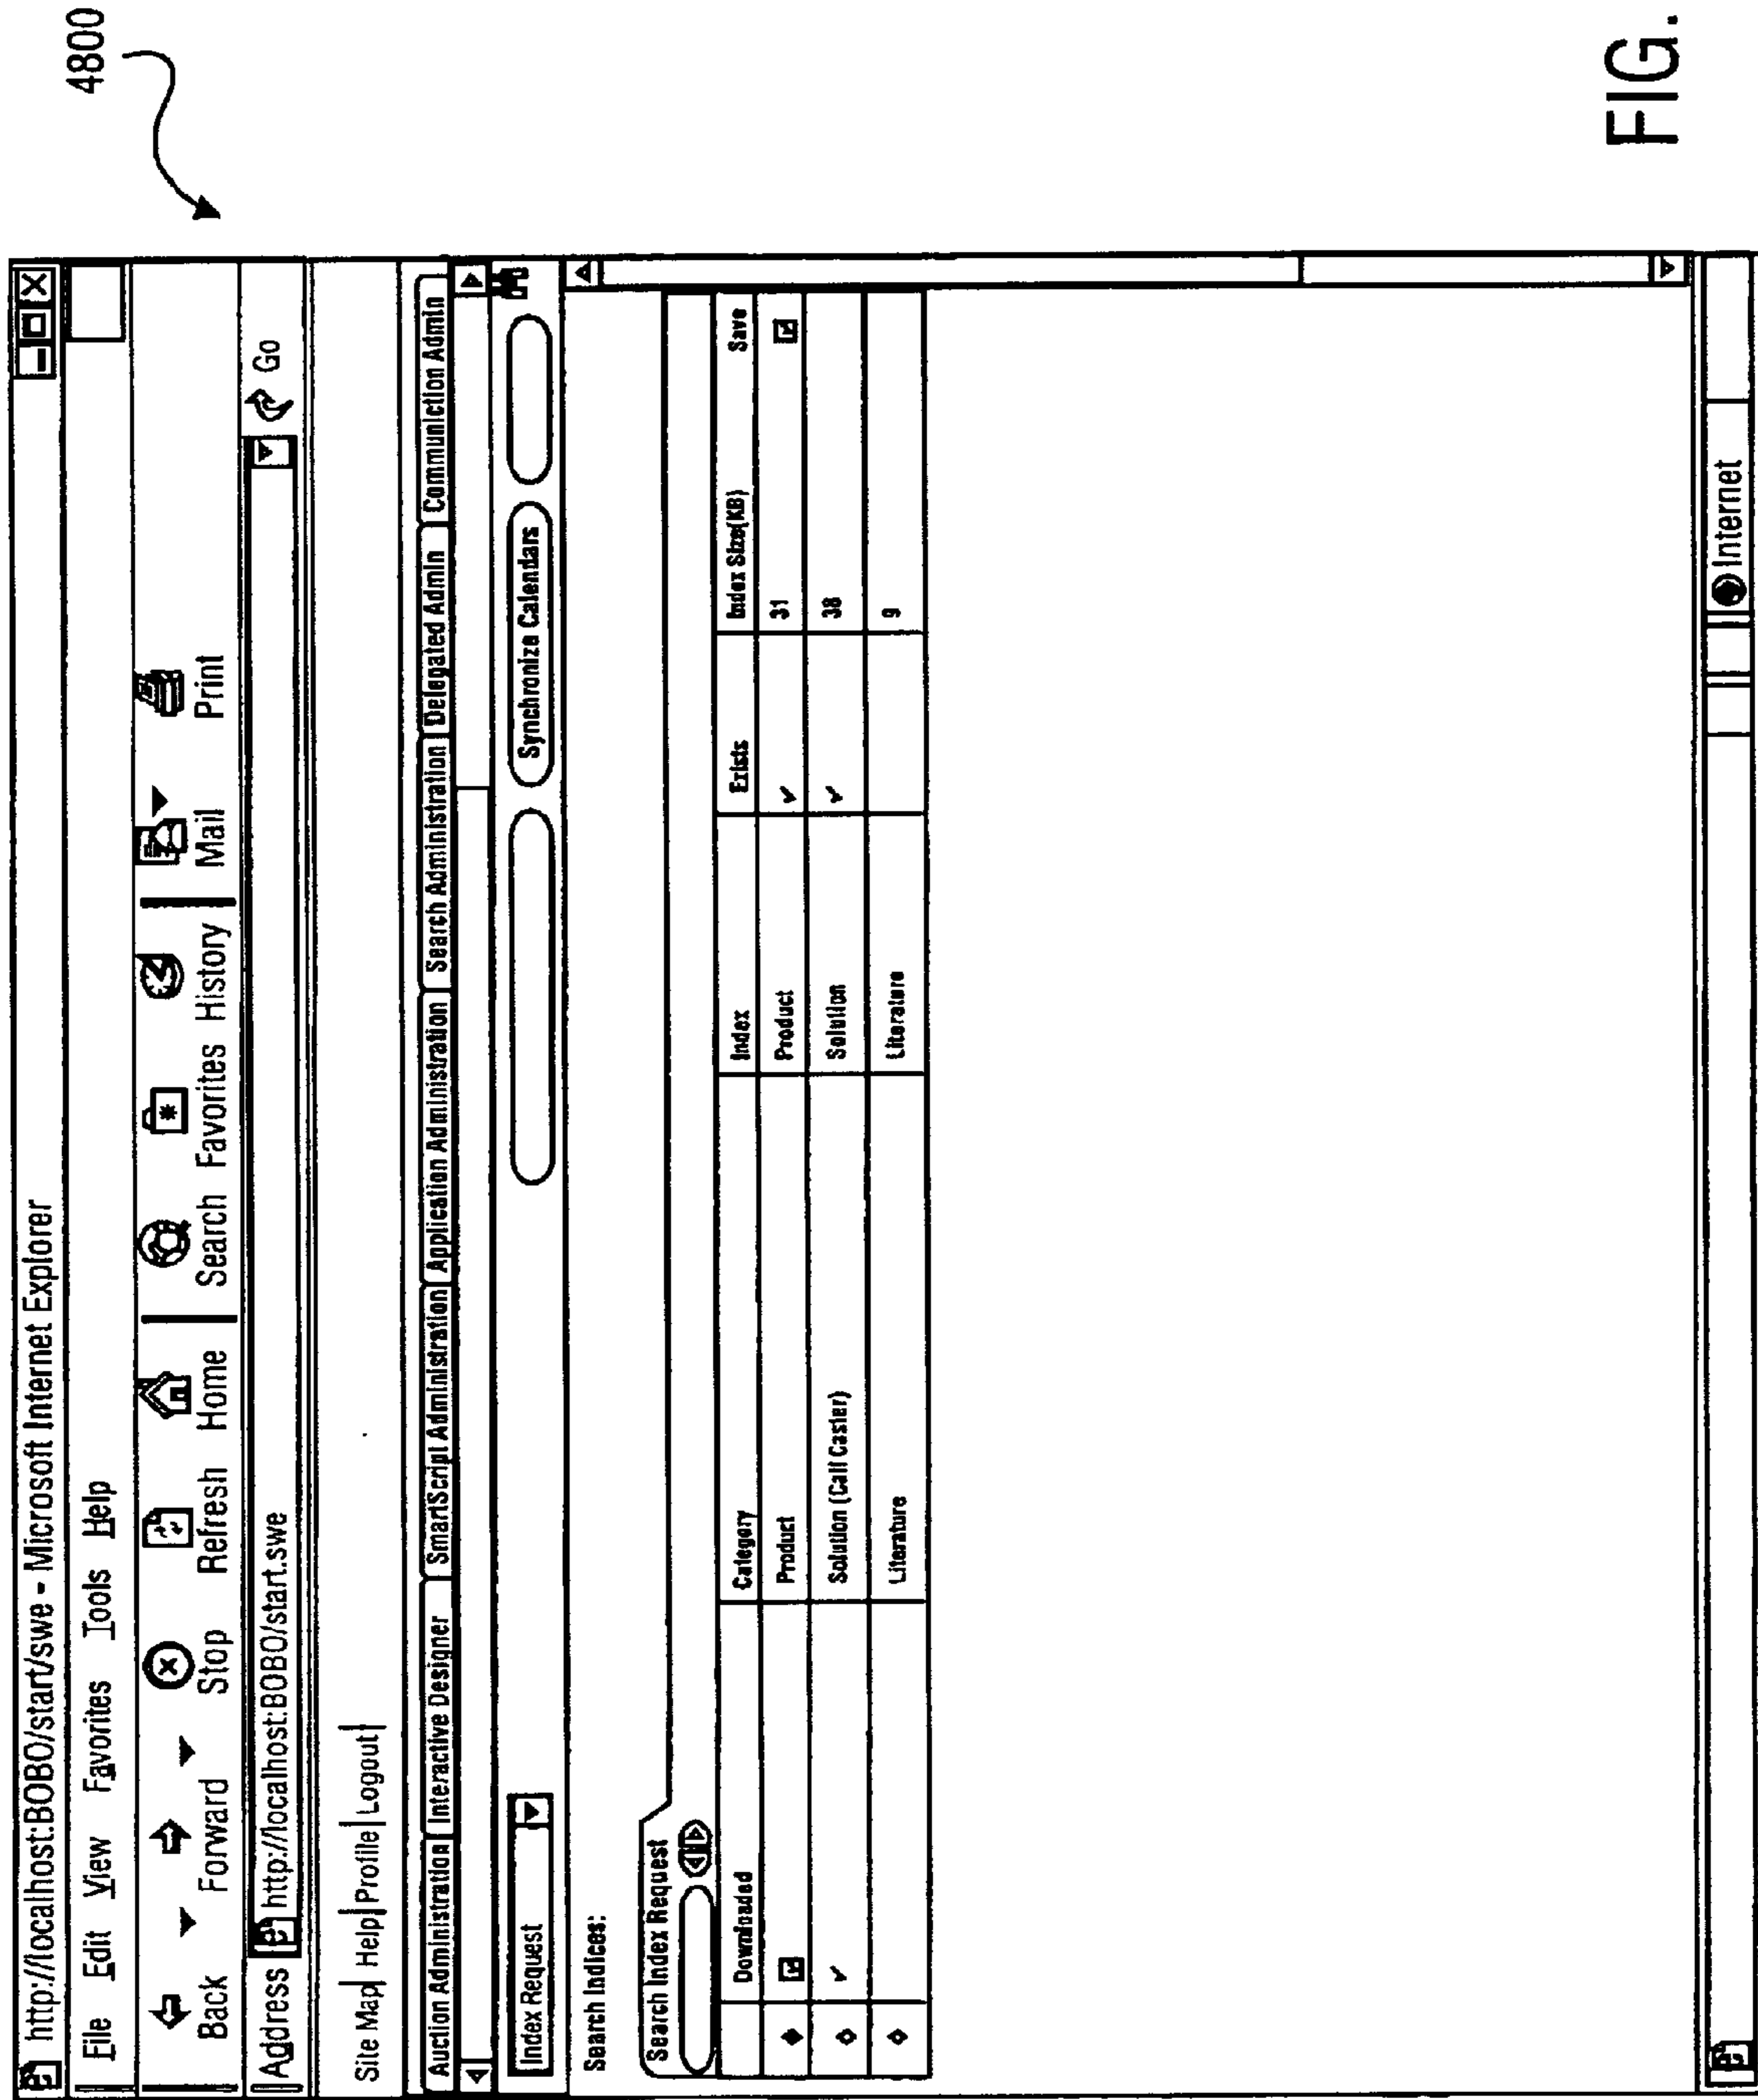 4800
http://localhost:BOBO/start/swe - Microsoft Internet Explorer
File Edit View Favorites Tools Help
Back Forward Stop Refresh Home Search Favorites History Mail Print
Address http://localhost:BOBO/start.swe Go
Site Map| Help| Profile| Logout|
Auction Administration Interactive Designer SmartScript Administration Application Administration Search Administration Delegated Admin Communiction Admin
Index Request Synchronize Calendars
Search Indices:
Search Index Request
Downloaded Category Index Exists Index Size(KB) Save
Product Product 31
Solution (Call Caster) Solution 38
Literature Literature 9
Internet
FIG.